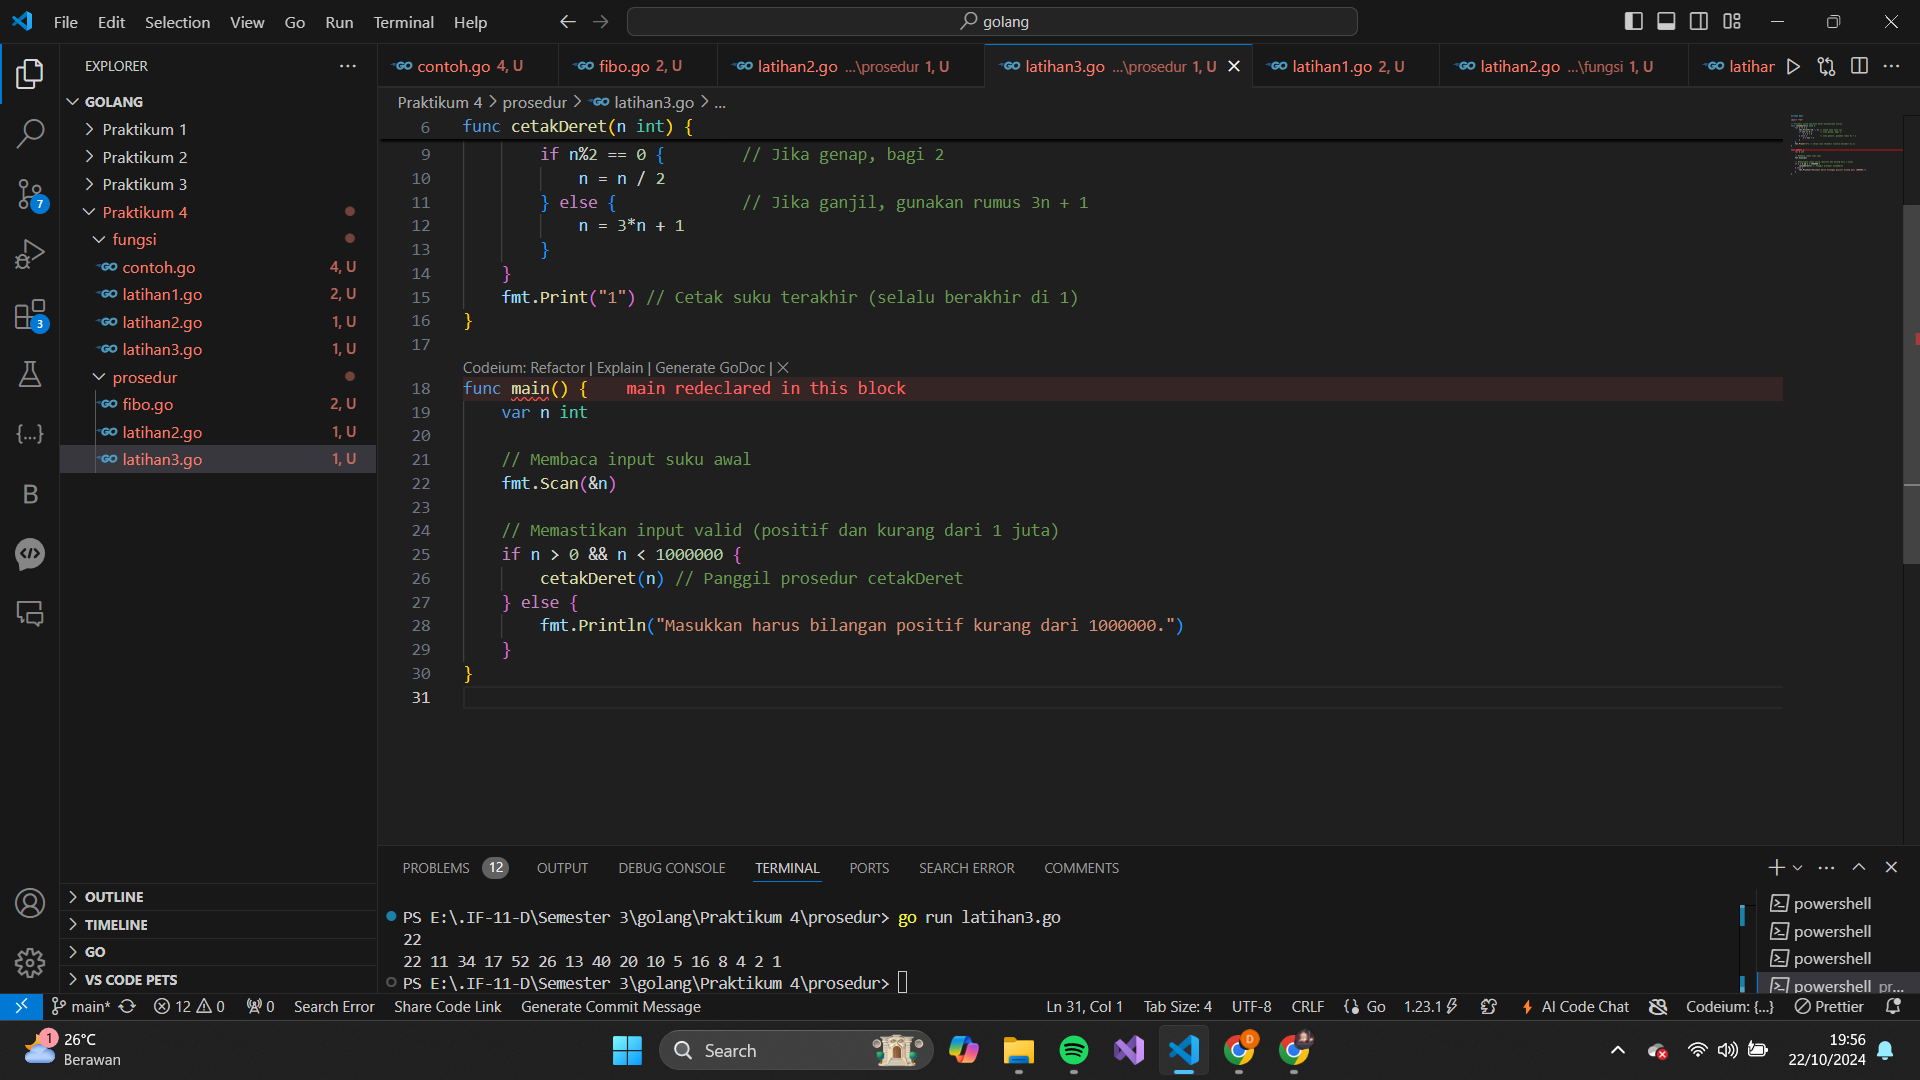 File Edit Selection View Go Run Terminal Help
golang
EXPLORER
GOLANG
Praktikum 1
Praktikum 2
Praktikum 3
Praktikum 4
fungsi
contoh.go 4, U
latihan1.go 2, U
latihan2.go 1, U
latihan3.go 1, U
prosedur
fibo.go 2, U
latihan2.go 1, U
latihan3.go 1, U
OUTLINE
TIMELINE
GO
VS CODE PETS
7
3
B
contoh.go 4, U fibo.go 2, U latihan2.go ...\prosedur 1, U latihan3.go ...\prosedur 1, U latihan1.go 2, U latihan2.go ...\fungsi 1, U latihar
Praktikum 4 > prosedur > latihan3.go > ...
6 func cetakDeret(n int) {
9 if n%2 == 0 { // Jika genap, bagi 2
10 n = n / 2
11 } else { // Jika ganjil, gunakan rumus 3n + 1
12 n = 3*n + 1
13 }
14 }
15 fmt.Print("1") // Cetak suku terakhir (selalu berakhir di 1)
16 }
17
Codeium: Refactor | Explain | Generate GoDoc | X
18 func main() { main redeclared in this block
19 var n int
20
21 // Membaca input suku awal
22 fmt.Scan(&n)
23
24 // Memastikan input valid (positif dan kurang dari 1 juta)
25 if n > 0 && n < 1000000 {
26 cetakDeret(n) // Panggil prosedur cetakDeret
27 } else {
28 fmt.Println("Masukkan harus bilangan positif kurang dari 1000000.")
29 }
30 }
31
PROBLEMS 12 OUTPUT DEBUG CONSOLE TERMINAL PORTS SEARCH ERROR COMMENTS
PS E:\.IF-11-D\Semester 3\golang\Praktikum 4\prosedur> go run latihan3.go
22
22 11 34 17 52 26 13 40 20 10 5 16 8 4 2 1
PS E:\.IF-11-D\Semester 3\golang\Praktikum 4\prosedur>
powershell
powershell
powershell
powershell pr...
main* 12 0 0 Search Error Share Code Link Generate Commit Message Ln 31, Col 1 Tab Size: 4 UTF-8 CRLF Go 1.23.1 AI Code Chat Codeium: {...} Prettier
1
26°C
Berawan
Search
D
19:56
22/10/2024